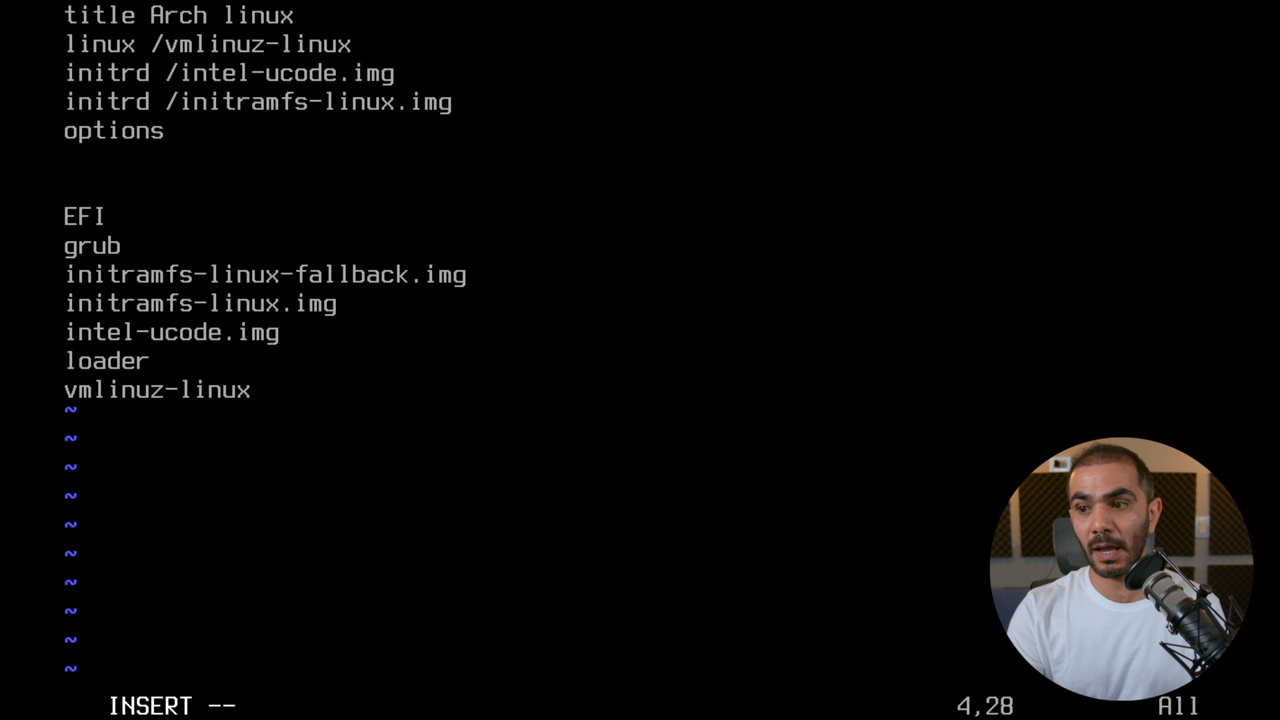 title Arch linux
linux /vmlinuz-linux
initrd /intel-ucode.img
initrd /initramfs-linux.img
options
EFI
grub
initramfs-linux-fallback.img
initramfs-linux.img
intel-ucode.img
loader
vmlinuz-linux
~
~
~
~
~
~
~
~
~
~
INSERT -- 4,28 All